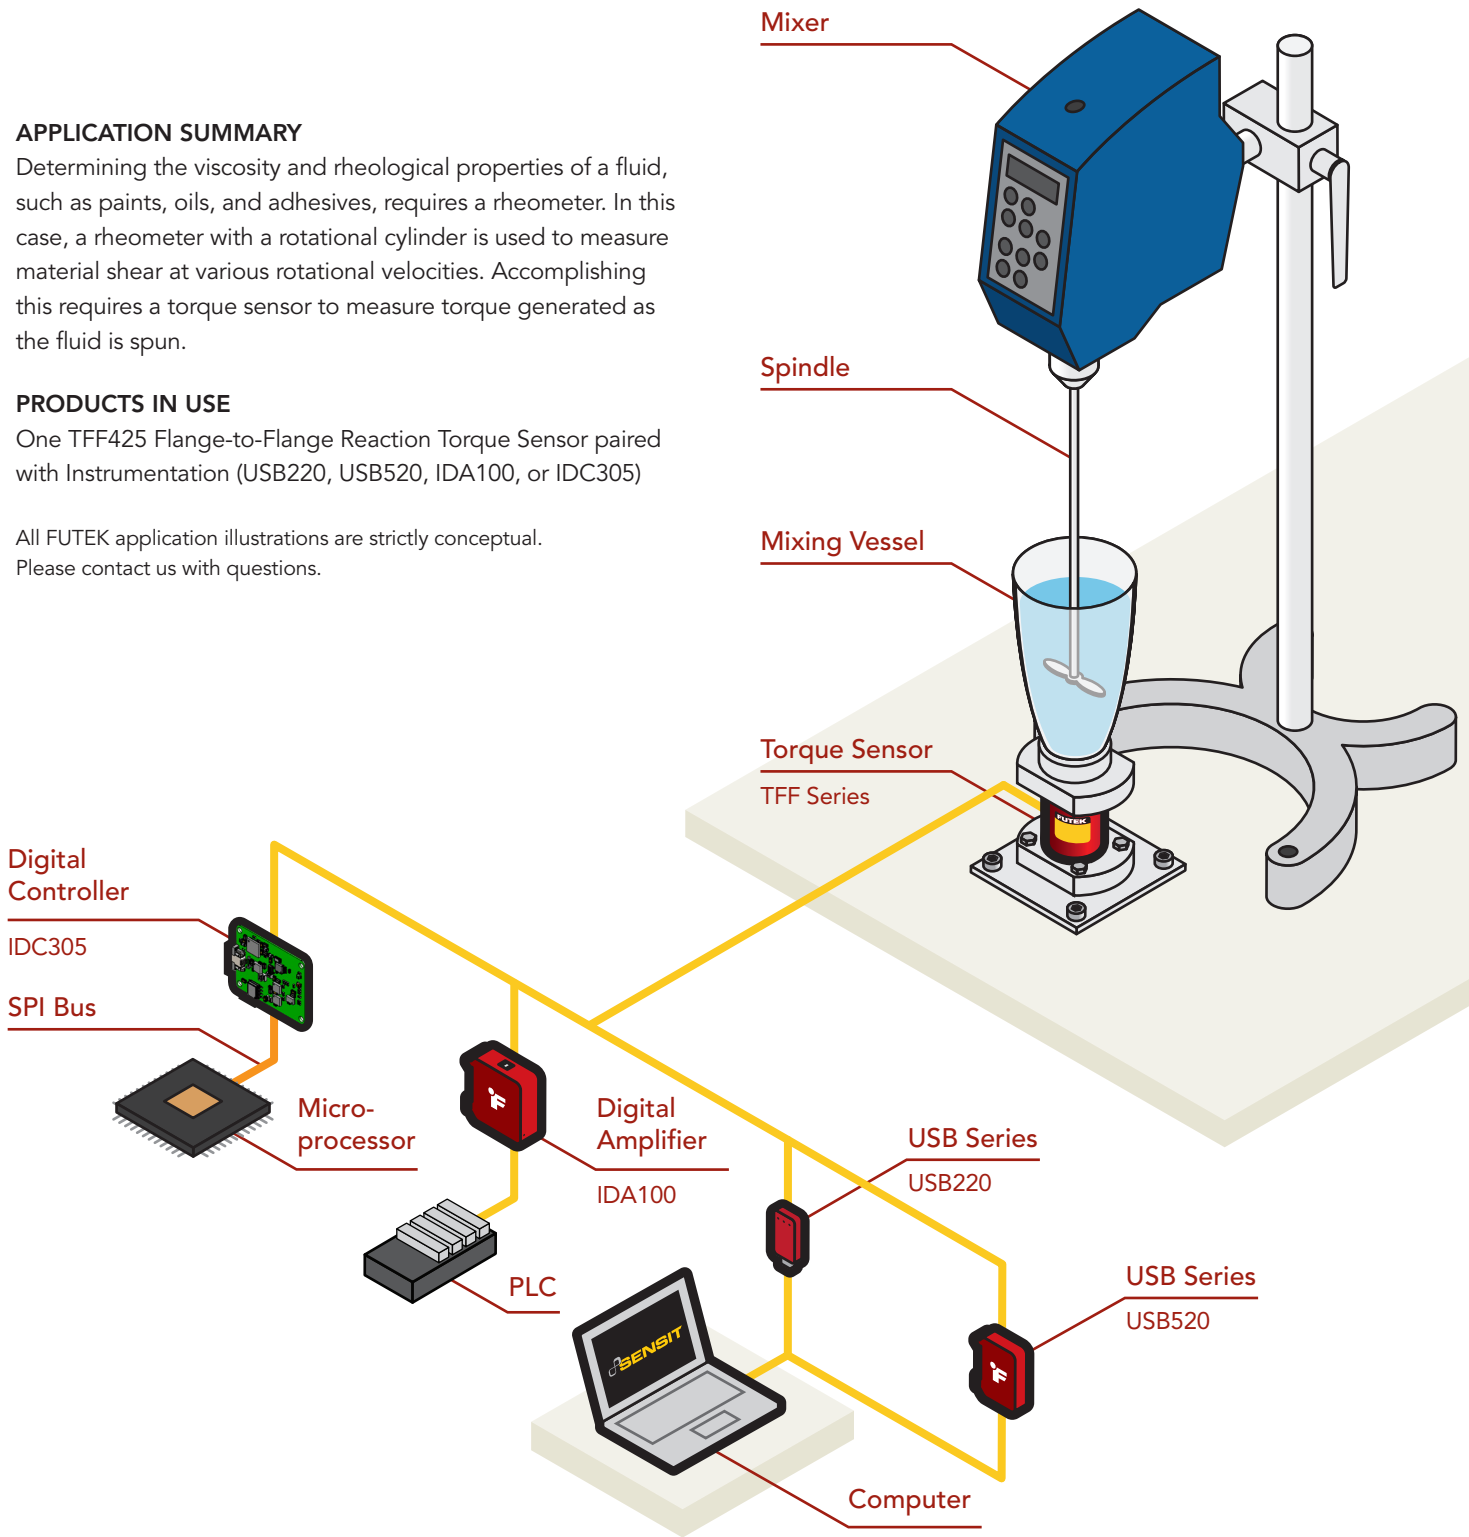 APPLICATION SUMMARY
Determining the viscosity and rheological properties of a fluid,
such as paints, oils, and adhesives, requires a rheometer. In this
case, a rheometer with a rotational cylinder is used to measure
material shear at various rotational velocities. Accomplishing
this requires a torque sensor to measure torque generated as
the fluid is spun.
PRODUCTS IN USE
One TFF425 Flange-to-Flange Reaction Torque Sensor paired
with Instrumentation (USB220, USB520, IDA100, or IDC305)
All FUTEK application illustrations are strictly conceptual.
Please contact us with questions.
Mixer
Spindle
Mixing Vessel
Torque Sensor
TFF Series
FUTEK
Digital
Controller
IDC305
SPI Bus
Micro-
processor
Digital
Amplifier
IDA100
PLC
USB Series
USB220
USB Series
USB520
SENSIT
Computer